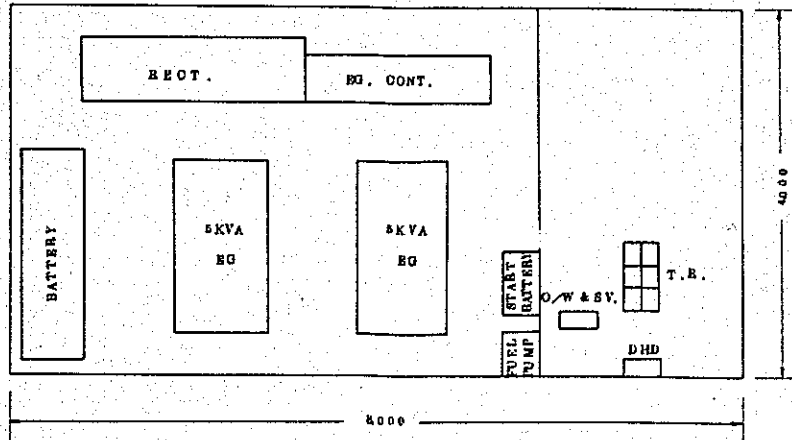 RECT.
EG. CONT.
4000
BATTERY
5KVA
EG
5KVA
EG
START
BATTERY
T.R.
O/W & SV.
FUEL
PUMP
DHD
8000